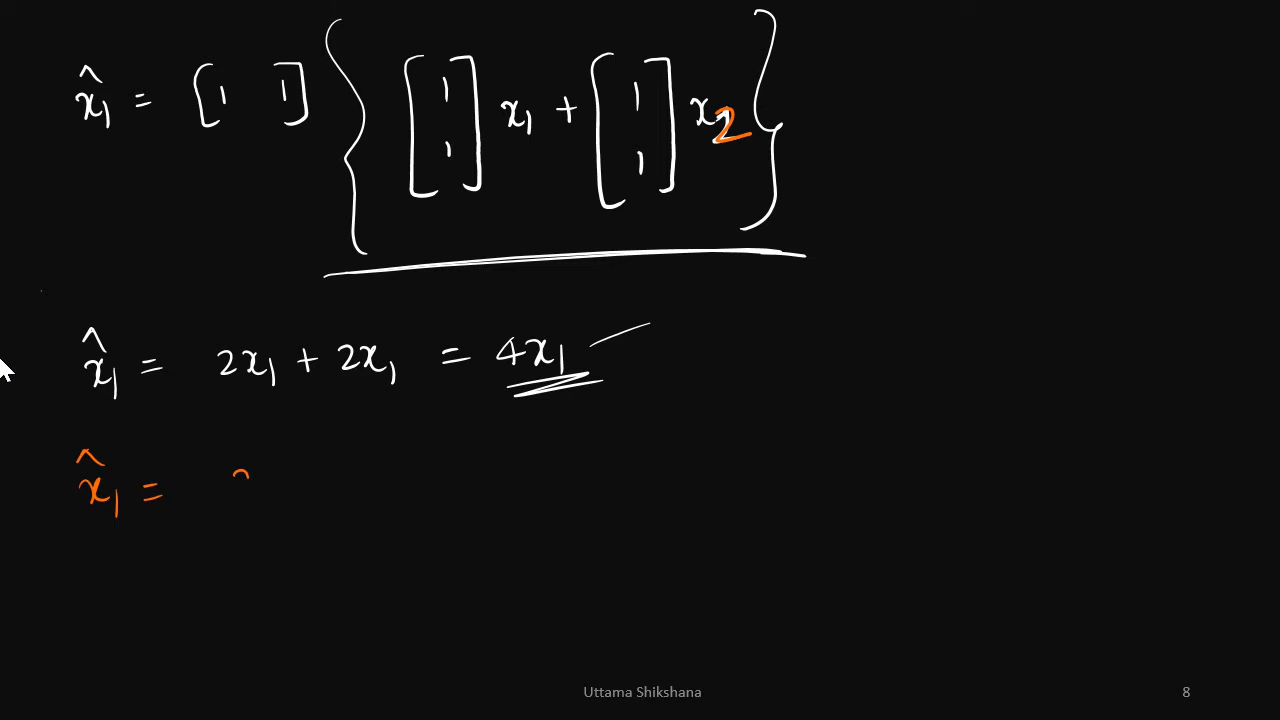 x̂₁ = [1 1] { [1 1] x₁ + [1 1] x₂ }
x̂₁ = 2x₁ + 2x₁ = 4x₁
x̂₁ =
Uttama Shikshana 8